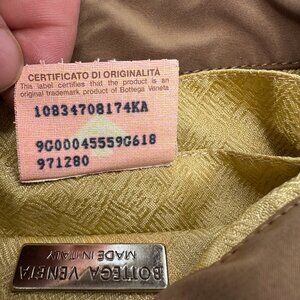 CERTIFICATO DI ORIGINALITÀ
This label certifies that the product is an
original trademark product of Bottega Veneta
10834708174KA
9G00045559G618
971280
BOTTEGA VENETA
MADE IN ITALY